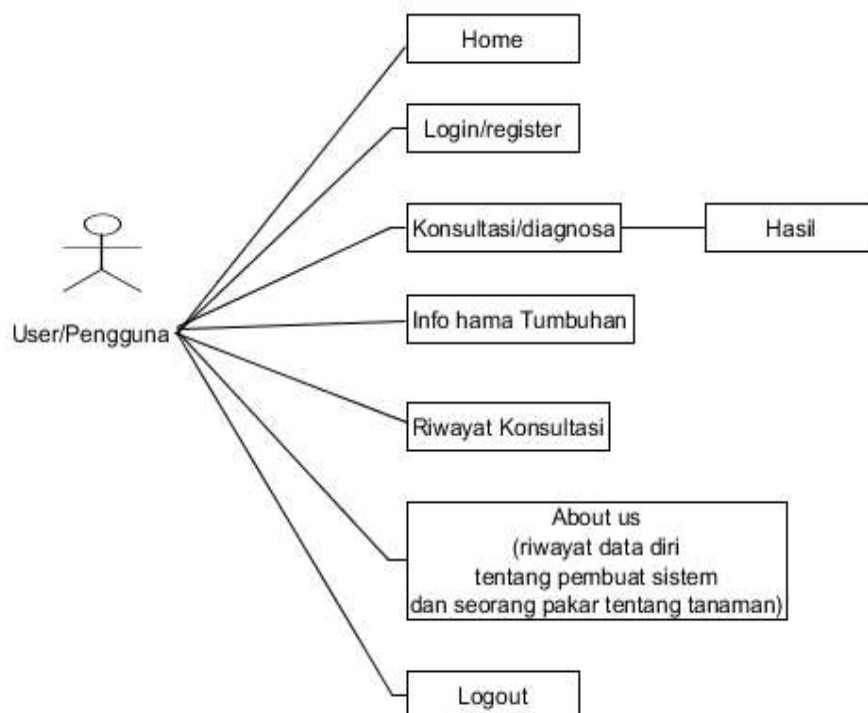 Home
Login/register
Konsultasi/diagnosa
Hasil
User/Pengguna
Info hama Tumbuhan
Riwayat Konsultasi
About us
(riwayat data diri
tentang pembuat sistem
dan seorang pakar tentang tanaman)
Logout